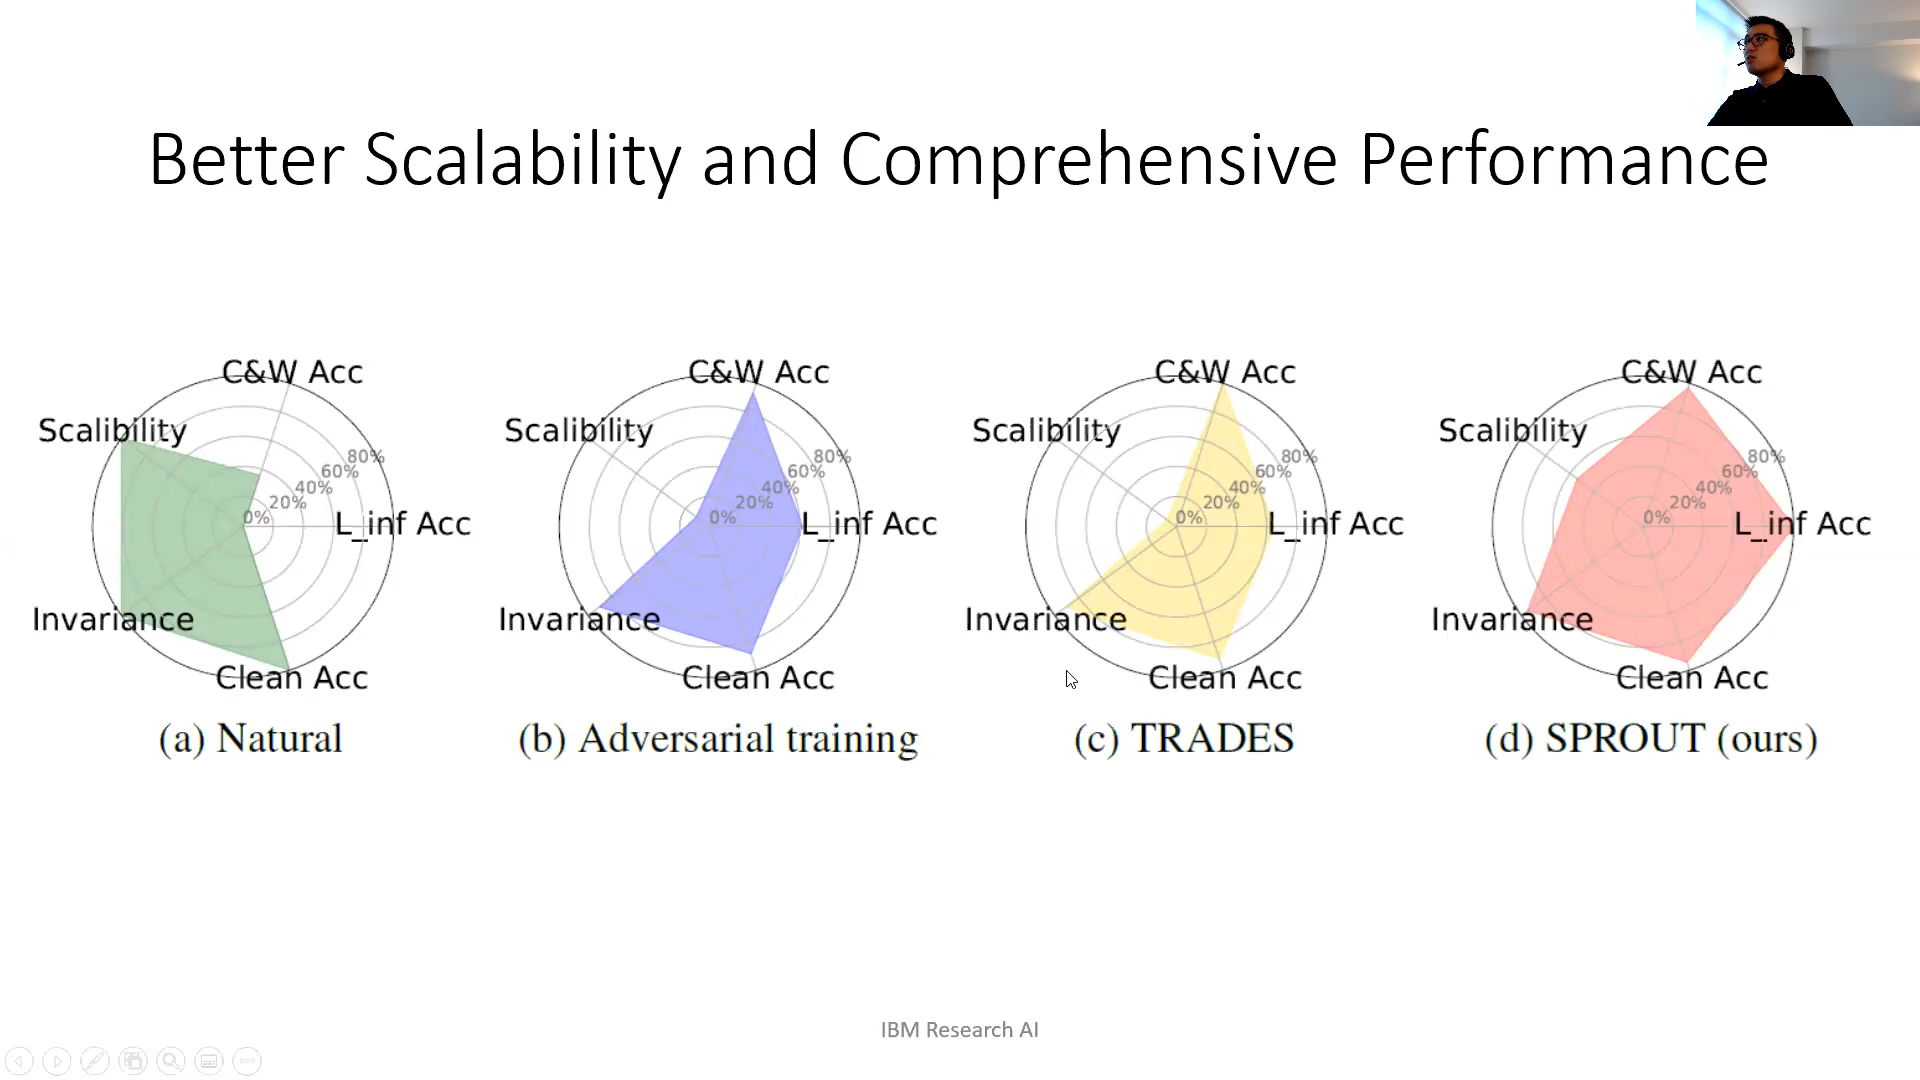 Better Scalability and Comprehensive Performance
C&W Acc
Scalibility
80%
60%
40%
20%
0%
L_inf Acc
Invariance
Clean Acc
(a) Natural
C&W Acc
Scalibility
80%
60%
40%
20%
0%
L_inf Acc
Invariance
Clean Acc
(b) Adversarial training
C&W Acc
Scalibility
80%
60%
40%
20%
0%
L_inf Acc
Invariance
Clean Acc
(c) TRADES
C&W Acc
Scalibility
80%
60%
40%
20%
0%
L_inf Acc
Invariance
Clean Acc
(d) SPROUT (ours)
IBM Research AI